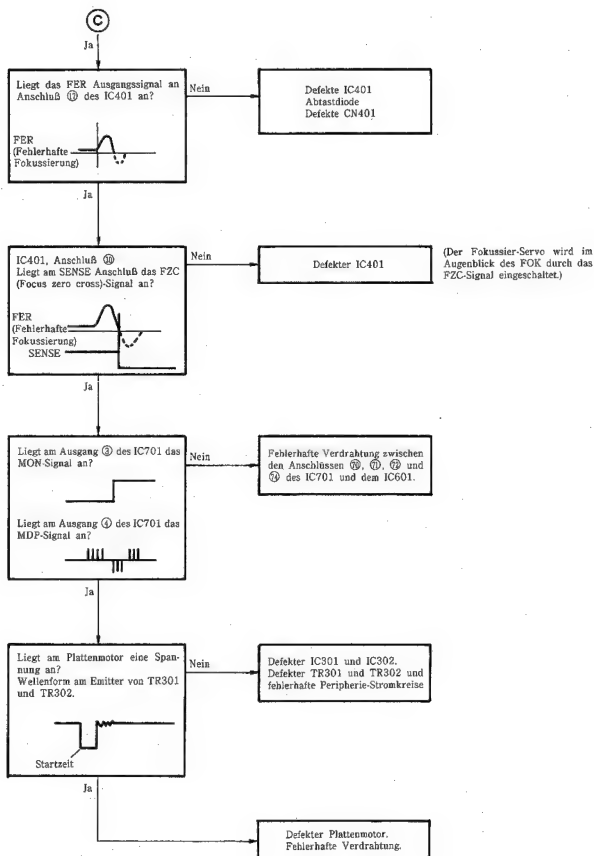 C
Ja
Liegt das FER Ausgangssignal an
Anschluß ⑰ des IC401 an?
FER
(Fehlerhafte
Fokussierung)
Nein
Defekte IC401
Abtastdiode
Defekte CN401
Ja
IC401, Anschluß ⑩
Liegt am SENSE Anschluß das FZC
(Focus zero cross)-Signal an?
FER
(Fehlerhafte
Fokussierung)
SENSE
Nein
Defekter IC401
(Der Fokussier-Servo wird im
Augenblick des FOK durch das
FZC-Signal eingeschaltet.)
Ja
Liegt am Ausgang ③ des IC701 das
MON-Signal an?
Liegt am Ausgang ④ des IC701 das
MDP-Signal an?
Nein
Fehlerhafte Verdrahtung zwischen
den Anschlüssen und
des IC701 und dem IC601.
Ja
Liegt am Plattenmotor eine Span-
nung an?
Wellenform am Emitter von TR301
und TR302.
Startzeit
Nein
Defekter IC301 und IC302.
Defekter TR301 und TR302 und
fehlerhafte Peripherie-Stromkreise
Ja
Defekter Plattenmotor.
Fehlerhafte Verdrahtung.